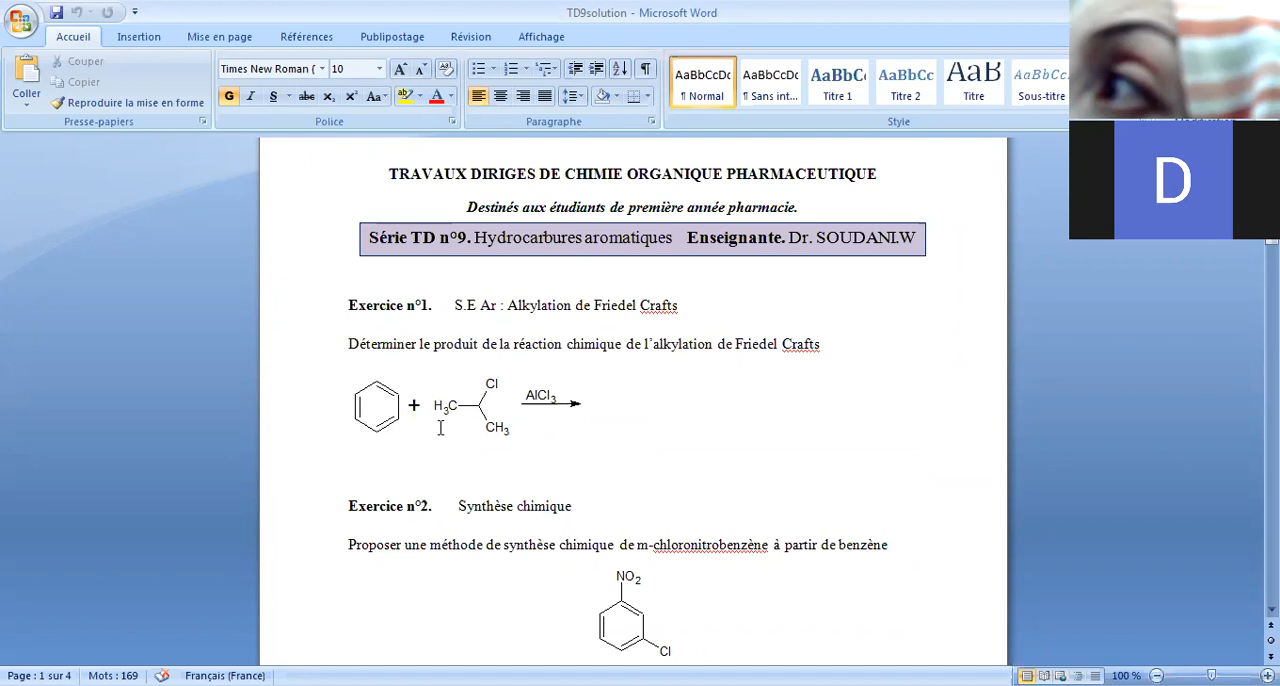 TD9solution - Microsoft Word
Accueil Insertion Mise en page Références Publipostage Révision Affichage
Coller
Couper
Copier
Reproduire la mise en forme
Presse-papiers
Times New Roman ( 10
G I S abc x₂ x² Aa
Police
Paragraphe
AaBbCcDc AaBbCcDc AaBbC AaBbCc AaB AaBbCc
¶ Normal ¶ Sans int... Titre 1 Titre 2 Titre Sous-titre
Style
D
TRAVAUX DIRIGES DE CHIMIE ORGANIQUE PHARMACEUTIQUE
Destinés aux étudiants de première année pharmacie.
Série TD n°9. Hydrocarbures aromatiques Enseignante. Dr. SOUDANI.W
Exercice n°1. S.E Ar : Alkylation de Friedel Crafts
Déterminer le produit de la réaction chimique de l'alkylation de Friedel Crafts
Cl
+ H₃C AlCl₃
CH₃
Exercice n°2. Synthèse chimique
Proposer une méthode de synthèse chimique de m-chloronitrobenzène à partir de benzène
NO₂
Cl
Page : 1 sur 4 Mots : 169 Français (France) 100 %